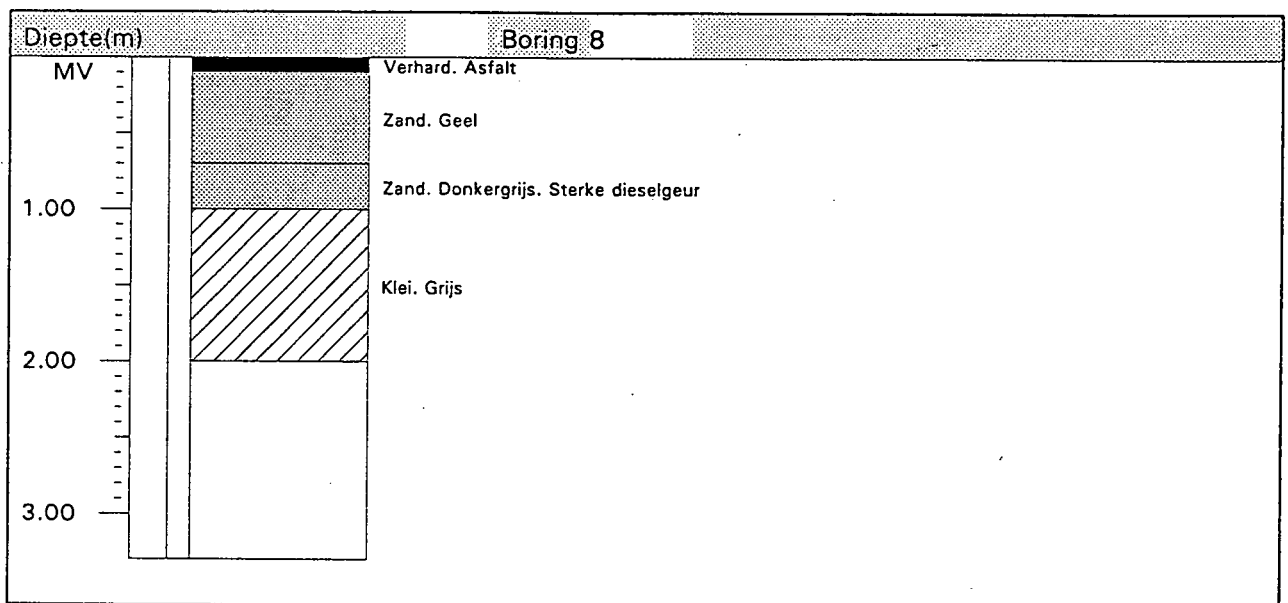 Diepte(m) Boring 8
MV Verhard. Asfalt
Zand. Geel
Zand. Donkergrijs. Sterke dieselgeur
1.00
Klei. Grijs
2.00
3.00